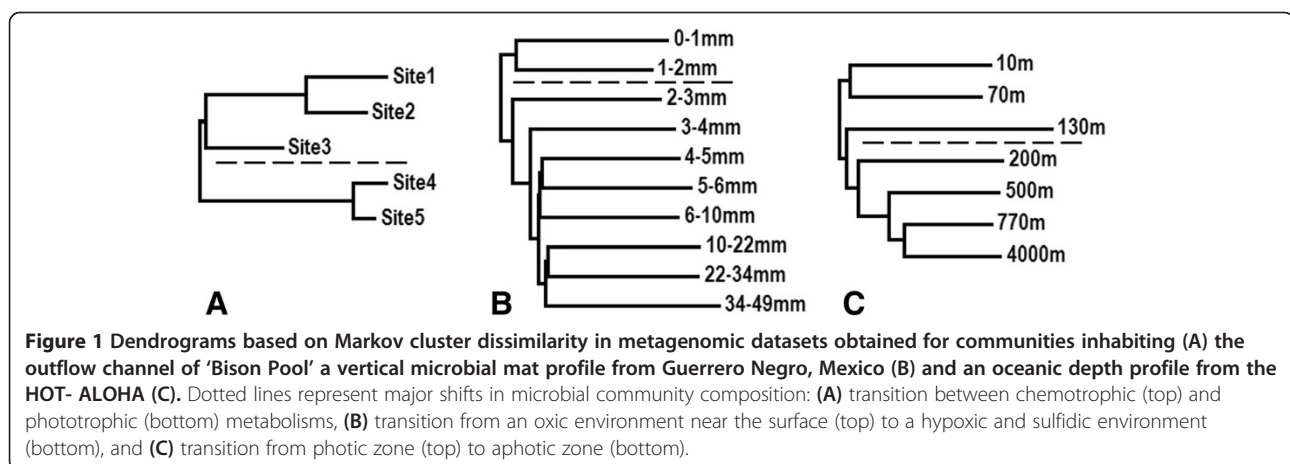 Site1
Site2
Site3
Site4
Site5
A
0-1mm
1-2mm
2-3mm
3-4mm
4-5mm
5-6mm
6-10mm
10-22mm
22-34mm
34-49mm
B
10m
70m
130m
200m
500m
770m
4000m
C
Figure 1 Dendrograms based on Markov cluster dissimilarity in metagenomic datasets obtained for communities inhabiting (A) the
outflow channel of ‘Bison Pool’ a vertical microbial mat profile from Guerrero Negro, Mexico (B) and an oceanic depth profile from the
HOT- ALOHA (C). Dotted lines represent major shifts in microbial community composition: (A) transition between chemotrophic (top) and
phototrophic (bottom) metabolisms, (B) transition from an oxic environment near the surface (top) to a hypoxic and sulfidic environment
(bottom), and (C) transition from photic zone (top) to aphotic zone (bottom).